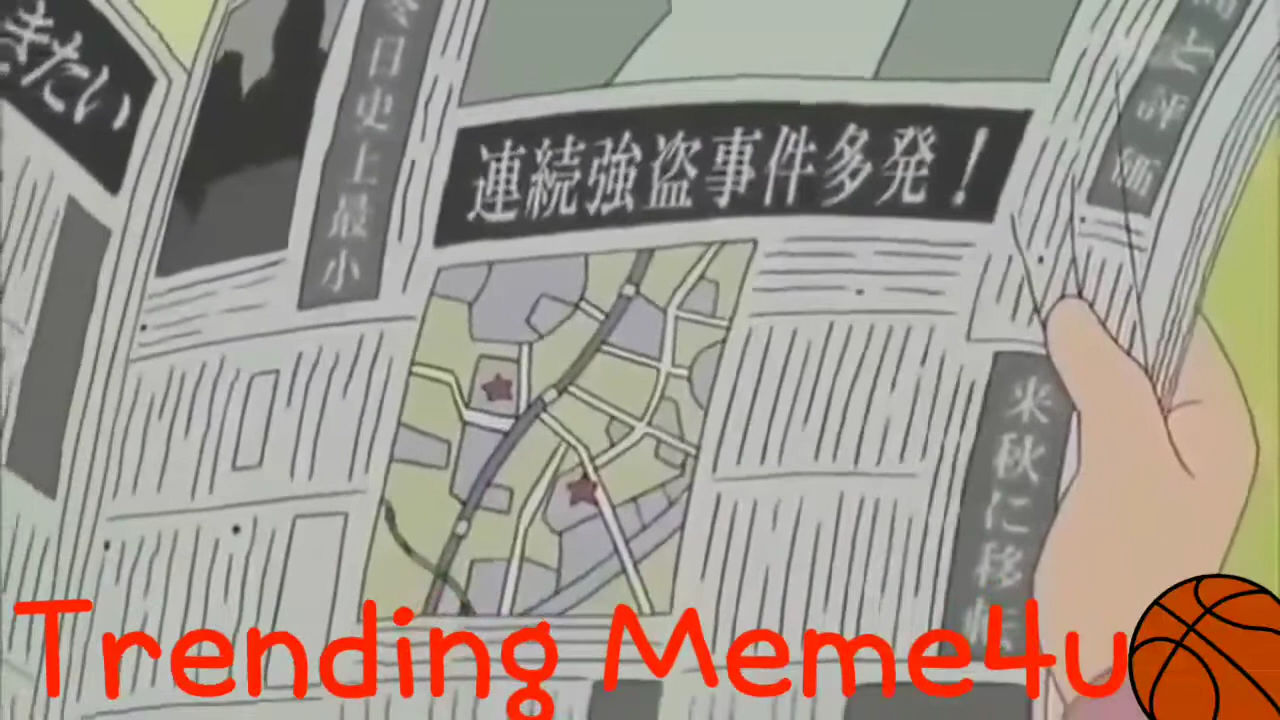 きたい
日史上最小
連続強盗事件多発！
と評
来秋に移転
Trending Meme4u